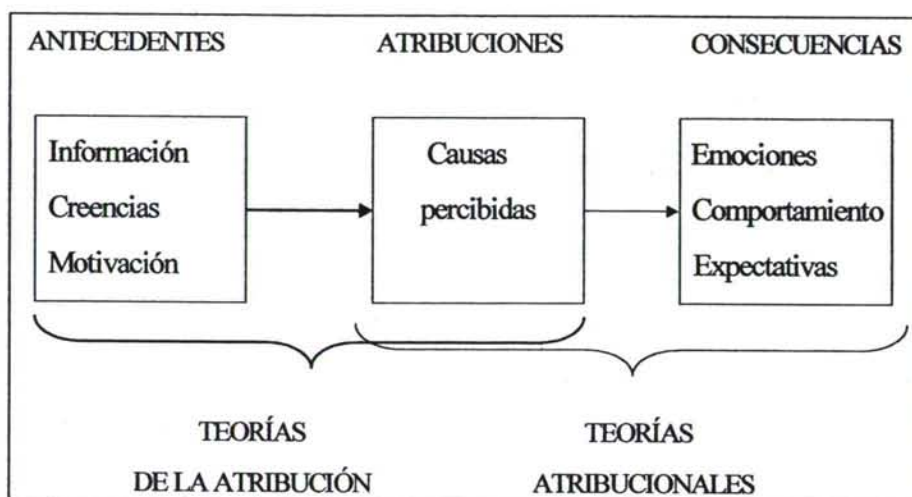 ANTECEDENTES
ATRIBUCIONES
CONSECUENCIAS
Información
Creencias
Motivación
Causas
percibidas
Emociones
Comportamiento
Expectativas
TEORÍAS
DE LA ATRIBUCIÓN
TEORÍAS
ATRIBUCIONALES